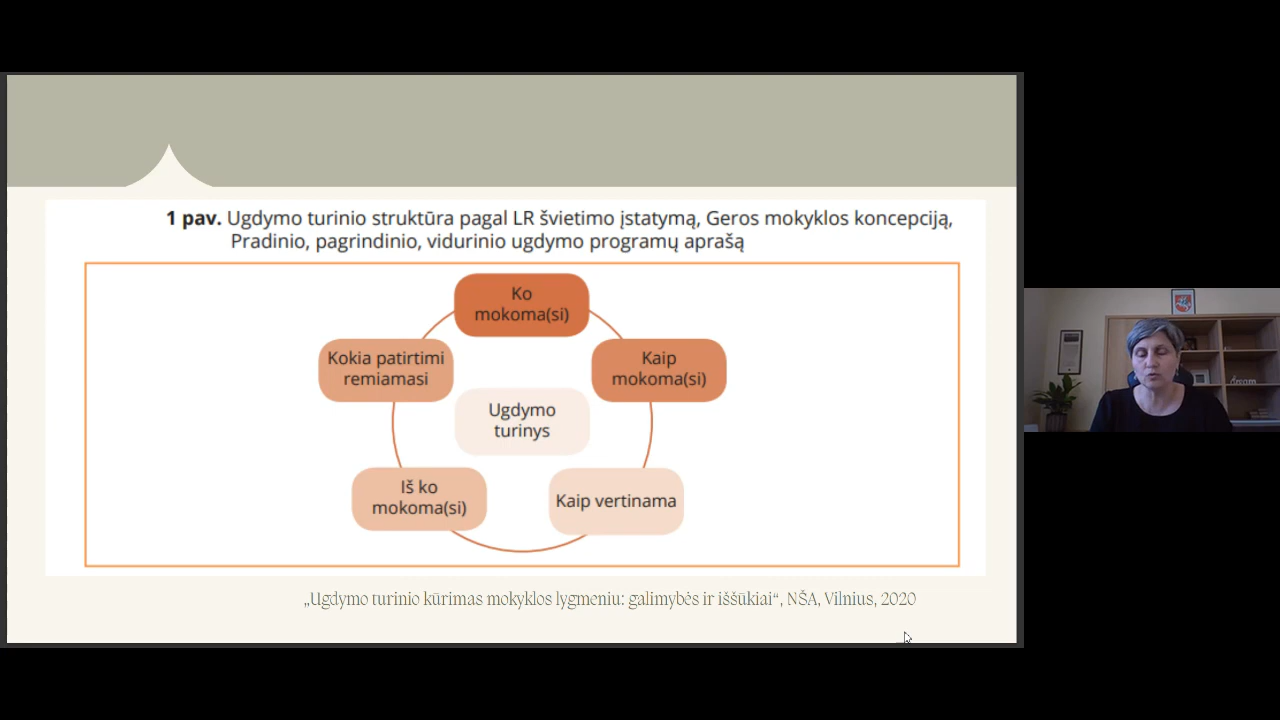 1 pav. Ugdymo turinio struktūra pagal LR švietimo įstatymą, Geros mokyklos koncepciją,
Pradinio, pagrindinio, vidurinio ugdymo programų aprašą
Ko
mokoma(si)
Kokia patirtimi
remiamasi
Kaip
mokoma(si)
Ugdymo
turinys
Iš ko
mokoma(si)
Kaip vertinama
„Ugdymo turinio kūrimas mokyklos lygmeniu: galimybės ir iššūkiai“, NŠA, Vilnius, 2020
dream